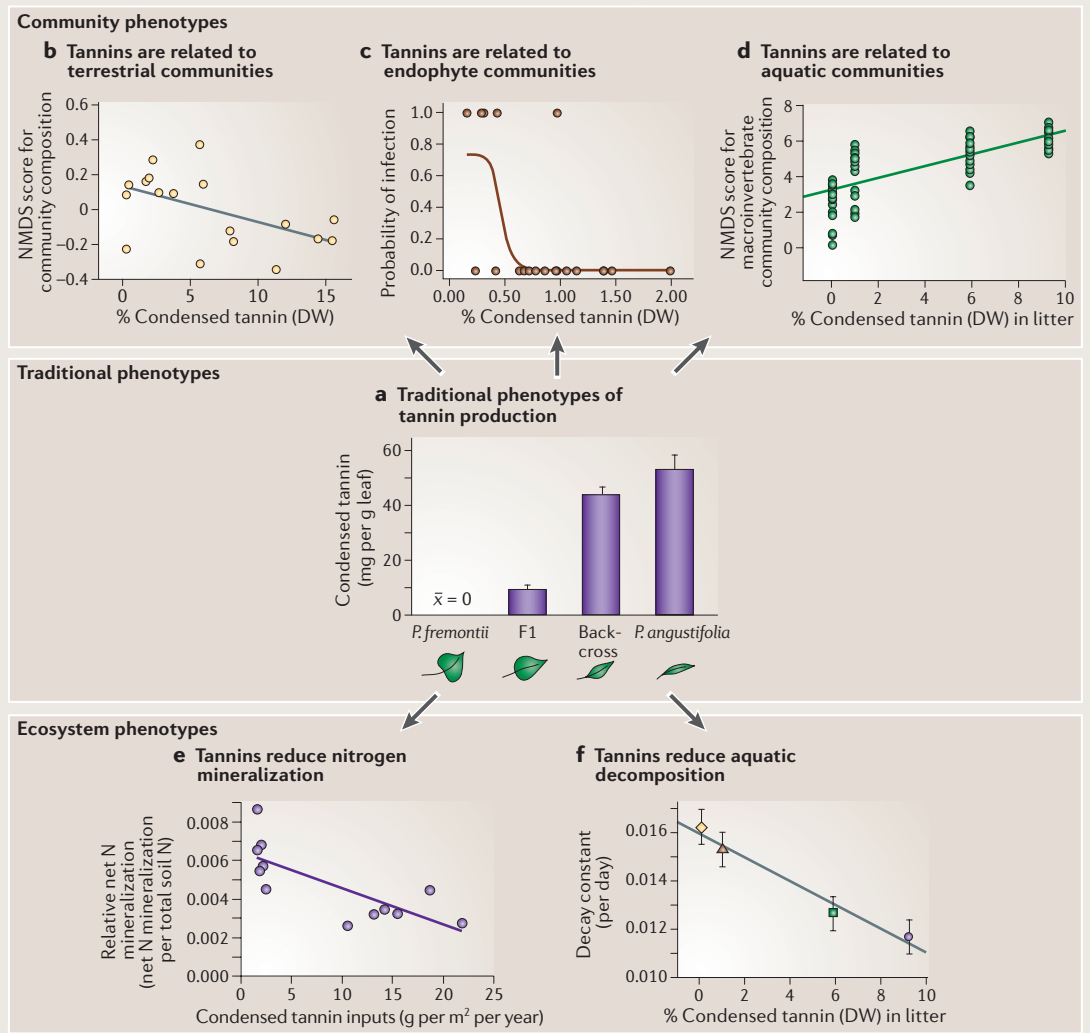 Community phenotypes
b Tannins are related to
terrestrial communities
NMDS score for
community composition
0.6
0.4
0.2
0
–0.2
–0.4
0 5 10 15
% Condensed tannin (DW)
c Tannins are related to
endophyte communities
Probability of infection
1.0
0.8
0.6
0.4
0.2
0.0
0.00 0.50 1.00 1.50 2.00
% Condensed tannin (DW)
d Tannins are related to
aquatic communities
NMDS score for
macroinvertebrate
community composition
8
6
4
2
0
0 2 4 6 8 10
% Condensed tannin (DW) in litter
Traditional phenotypes
a Traditional phenotypes of
tannin production
Condensed tannin
(mg per g leaf)
60
40
20
0
x̄ = 0
P. fremontii F1 Back-
cross P. angustifolia
Ecosystem phenotypes
e Tannins reduce nitrogen
mineralization
Relative net N
mineralization
(net N mineralization
per total soil N)
0.008
0.006
0.004
0.002
0.000
0 5 10 15 20 25
Condensed tannin inputs (g per m² per year)
f Tannins reduce aquatic
decomposition
Decay constant
(per day)
0.016
0.014
0.012
0.010
0 2 4 6 8 10
% Condensed tannin (DW) in litter